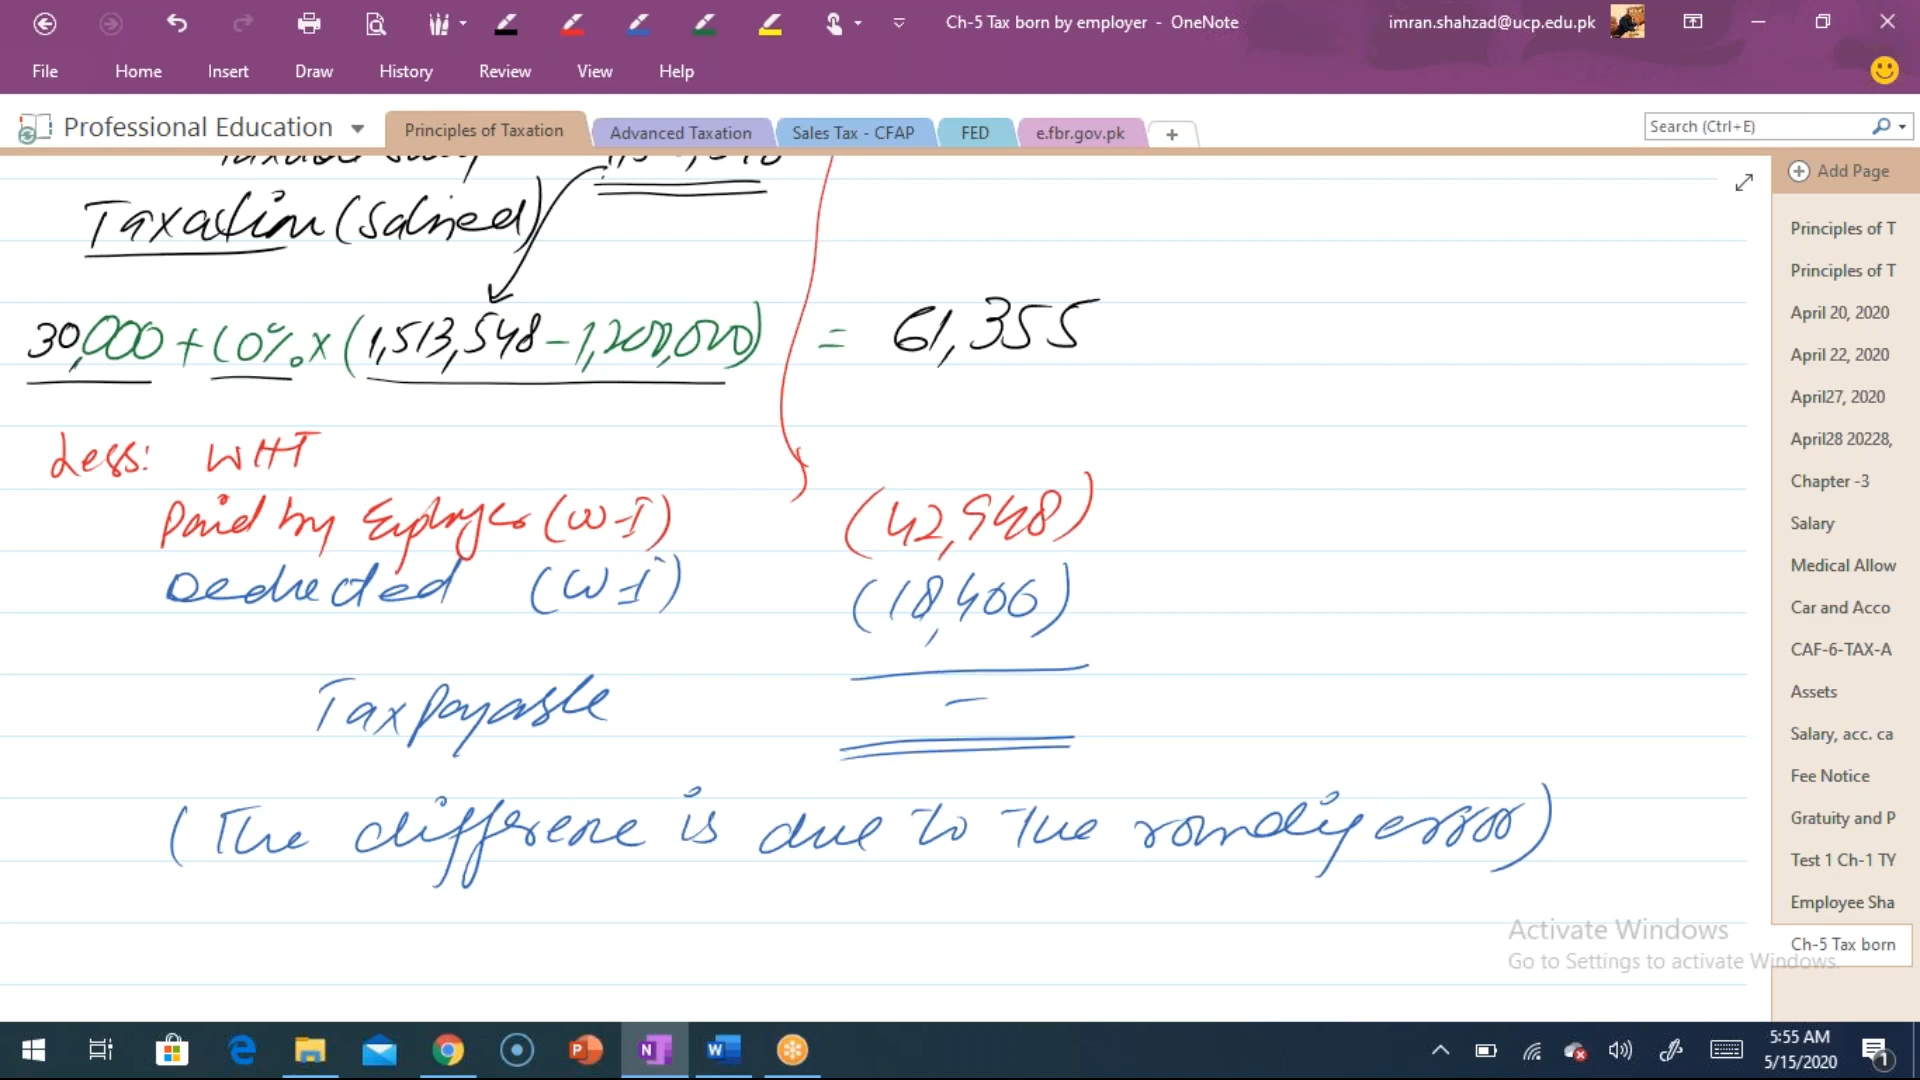 Ch-5 Tax born by employer - OneNote
imran.shahzad@ucp.edu.pk
File Home Insert Draw History Review View Help
Professional Education
Principles of Taxation Advanced Taxation Sales Tax - CFAP FED e.fbr.gov.pk +
Search (Ctrl+E)
Taxation (Salried)
30,000 + 10% x (1,513,548 - 1,200,000) = 61,355
Less: WHT
Paid by Employer (W-I) (42,948)
Deducted (W-I) (18,406)
Tax payable -
(The difference is due to the error)
Add Page
Principles of T
Principles of T
April 20, 2020
April 22, 2020
April27, 2020
April28 20228,
Chapter -3
Salary
Medical Allow
Car and Acco
CAF-6-TAX-A
Assets
Salary, acc. ca
Fee Notice
Gratuity and P
Test 1 Ch-1 TY
Employee Sha
Ch-5 Tax born
Activate Windows
Go to Settings to activate Windows.
5:55 AM
5/15/2020
1